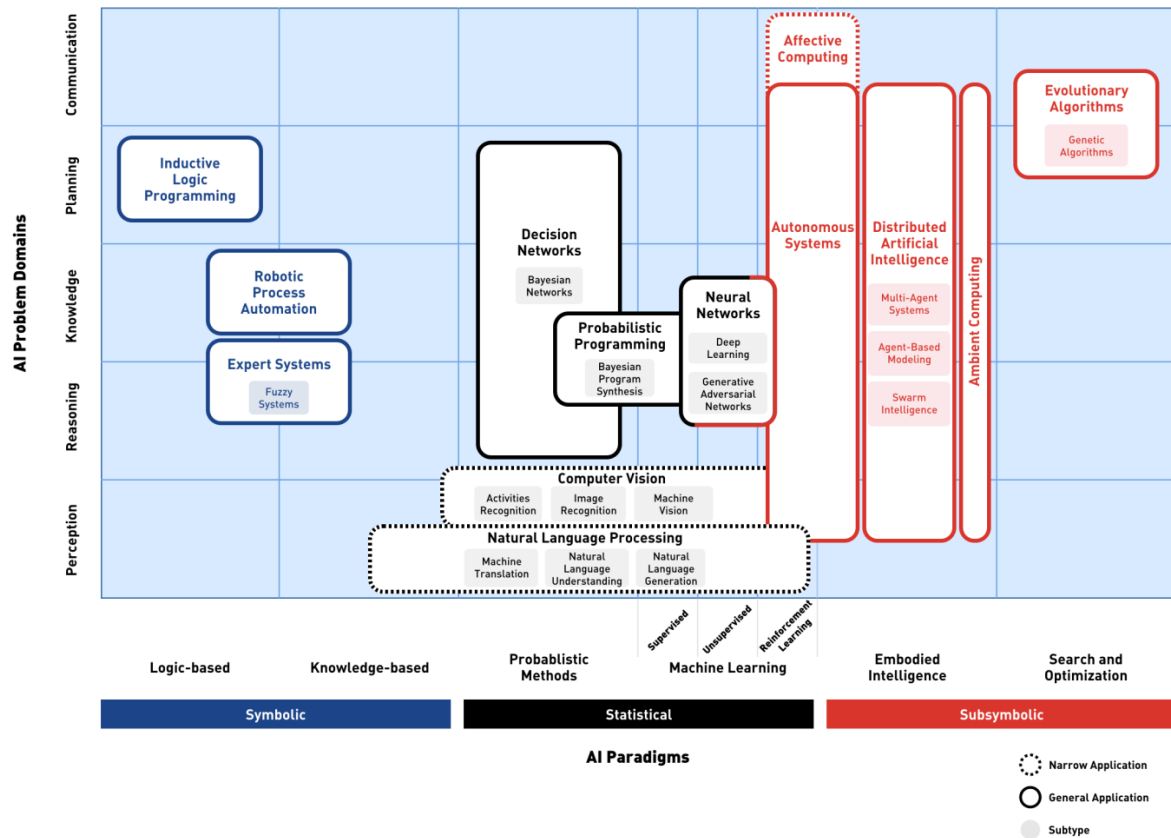 AI Problem Domains
Communication
Planning
Knowledge
Reasoning
Perception
Affective
Computing
Evolutionary
Algorithms
Genetic
Algorithms
Inductive
Logic
Programming
Decision
Networks
Bayesian
Networks
Autonomous
Systems
Distributed
Artificial
Intelligence
Multi-Agent
Systems
Agent-Based
Modeling
Swarm
Intelligence
Ambient Computing
Robotic
Process
Automation
Expert Systems
Fuzzy
Systems
Probabilistic
Programming
Bayesian
Program
Synthesis
Neural
Networks
Deep
Learning
Generative
Adversarial
Networks
Computer Vision
Activities
Recognition
Image
Recognition
Machine
Vision
Natural Language Processing
Machine
Translation
Natural
Language
Understanding
Natural
Language
Generation
Supervised
Unsupervised
Reinforcement
Learning
Logic-based
Knowledge-based
Probablistic
Methods
Machine Learning
Embodied
Intelligence
Search and
Optimization
Symbolic
Statistical
Subsymbolic
AI Paradigms
Narrow Application
General Application
Subtype